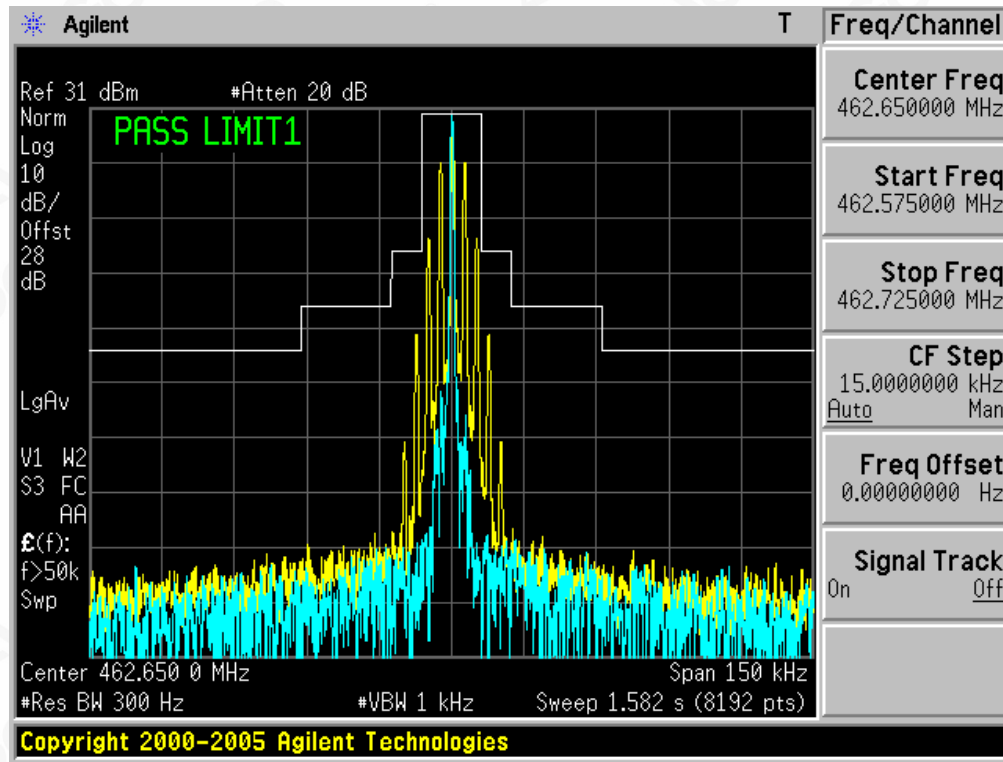 Agilent T
Ref 31 dBm #Atten 20 dB
Norm
Log
10
dB/
Offst
28
dB
PASS LIMIT1
LgAv
V1 W2
S3 FC
AA
£(f):
f>50k
Swp
Center 462.650 0 MHz Span 150 kHz
#Res BW 300 Hz #VBW 1 kHz Sweep 1.582 s (8192 pts)
Copyright 2000-2005 Agilent Technologies
Freq/Channel
Center Freq
462.650000 MHz
Start Freq
462.575000 MHz
Stop Freq
462.725000 MHz
CF Step
15.0000000 kHz
Auto Man
Freq Offset
0.00000000 Hz
Signal Track
On Off